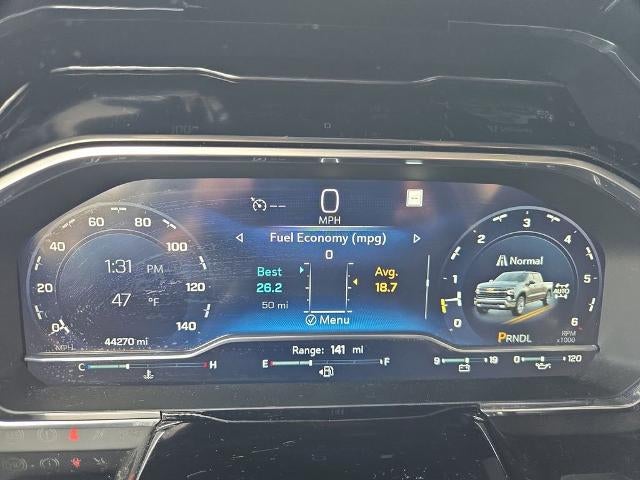 0
MPH
Fuel Economy (mpg)
0
Best
26.2
50 mi
Avg.
18.7
Menu
0 20 40 60 80 100 120 140
1:31 PM
47 °F
MPH
44270 mi
0 1 2 3 4 5 6
Normal
AUTO
PRNDL
RPM
x1000
C H
Range: 141 mi
E F
9 19
0 120